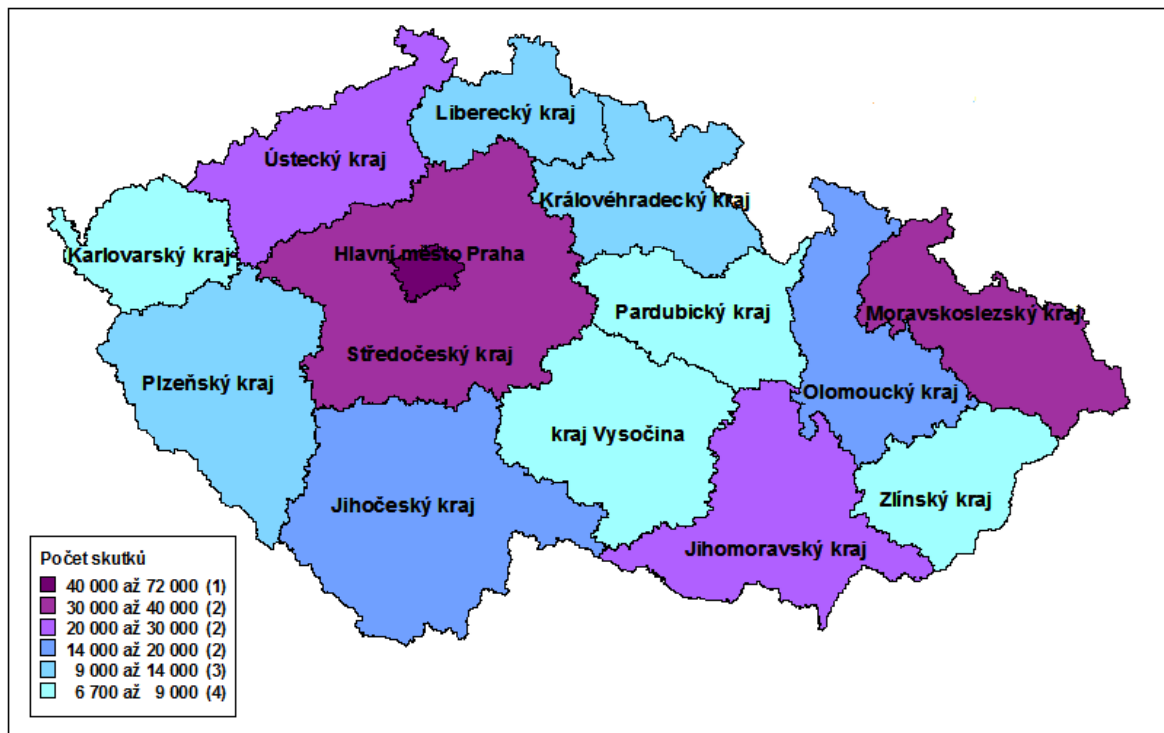 Liberecký kraj
Ústecký kraj
Královéhradecký kraj
Karlovarský kraj
Hlavní město Praha
Pardubický kraj
Moravskoslezský kraj
Středočeský kraj
Plzeňský kraj
Olomoucký kraj
kraj Vysočina
Zlínský kraj
Jihočeský kraj
Jihomoravský kraj
Počet skutků
40 000 až 72 000 (1)
30 000 až 40 000 (2)
20 000 až 30 000 (2)
14 000 až 20 000 (2)
9 000 až 14 000 (3)
6 700 až 9 000 (4)